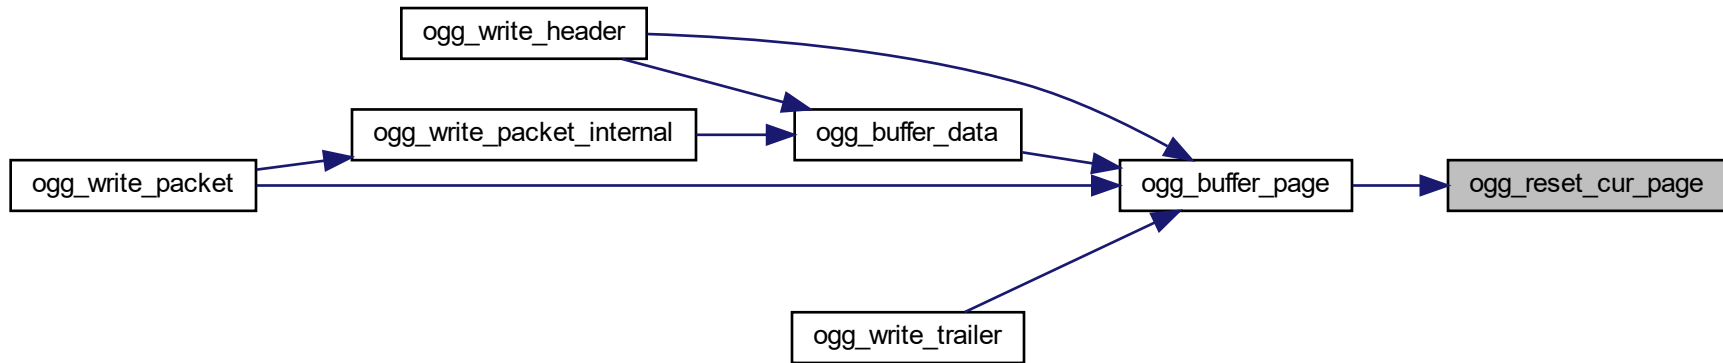 ogg_write_header
ogg_write_packet_internal
ogg_buffer_data
ogg_write_packet
ogg_buffer_page
ogg_reset_cur_page
ogg_write_trailer